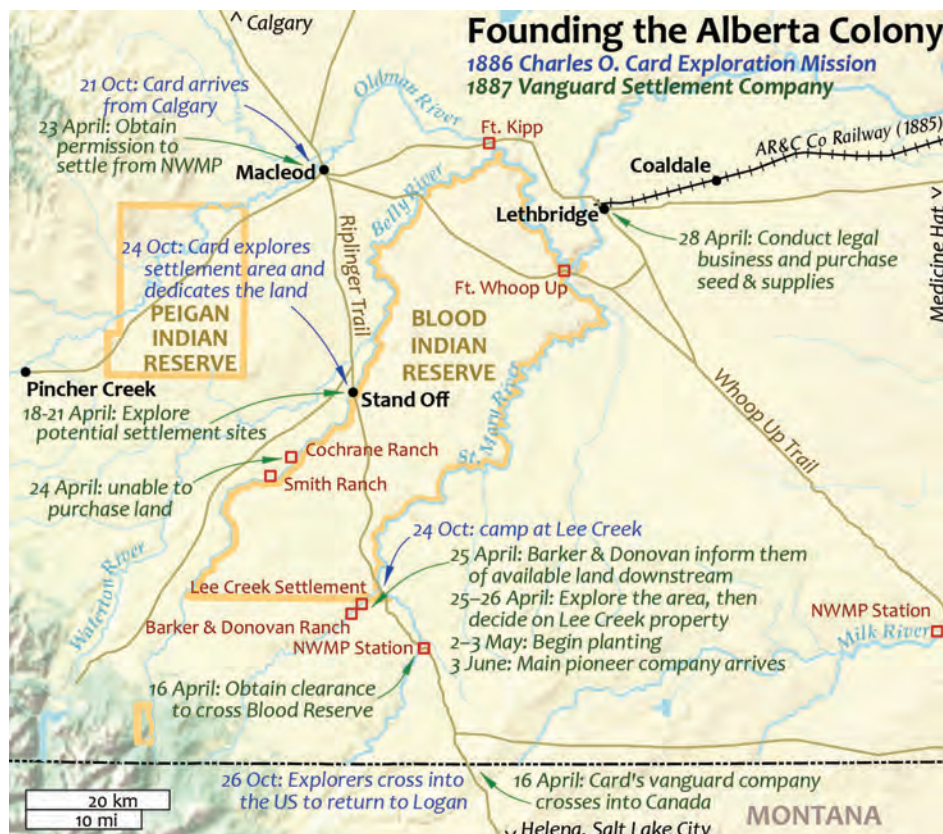 Founding the Alberta Colony
1886 Charles O. Card Exploration Mission
1887 Vanguard Settlement Company
^ Calgary
21 Oct: Card arrives
from Calgary
23 April: Obtain
permission to
settle from NWMP
Macleod
Oldman River
Ft. Kipp
AR&C Co Railway (1885)
Coaldale
Lethbridge
Medicine Hat >
28 April: Conduct legal
business and purchase
seed & supplies
Belly River
Riplinger Trail
24 Oct: Card explores
settlement area and
dedicates the land
PEIGAN
INDIAN
RESERVE
Ft. Whoop Up
BLOOD
INDIAN
RESERVE
Pincher Creek
Stand Off
18-21 April: Explore
potential settlement sites
St. Mary River
Whoop Up Trail
Cochrane Ranch
Smith Ranch
24 April: unable to
purchase land
Waterton River
24 Oct: camp at Lee Creek
25 April: Barker & Donovan inform them
of available land downstream
25–26 April: Explore the area, then
decide on Lee Creek property
2–3 May: Begin planting
3 June: Main pioneer company arrives
Lee Creek Settlement
Barker & Donovan Ranch
NWMP Station
NWMP Station
Milk River
16 April: Obtain clearance
to cross Blood Reserve
26 Oct: Explorers cross into
the US to return to Logan
16 April: Card's vanguard company
crosses into Canada
MONTANA
20 km
10 mi
v Helena, Salt Lake City